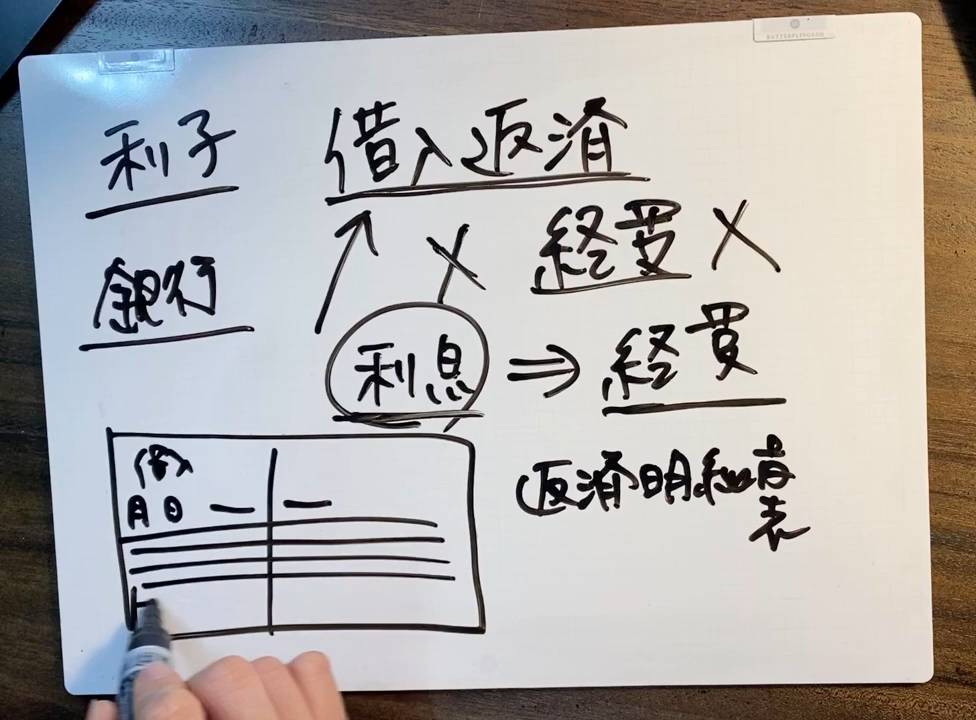 利子 借入返済
銀行 経費 X
利息 ⇒ 経費
借入
月日
返済明細
表
BUTTERFLYBOARD